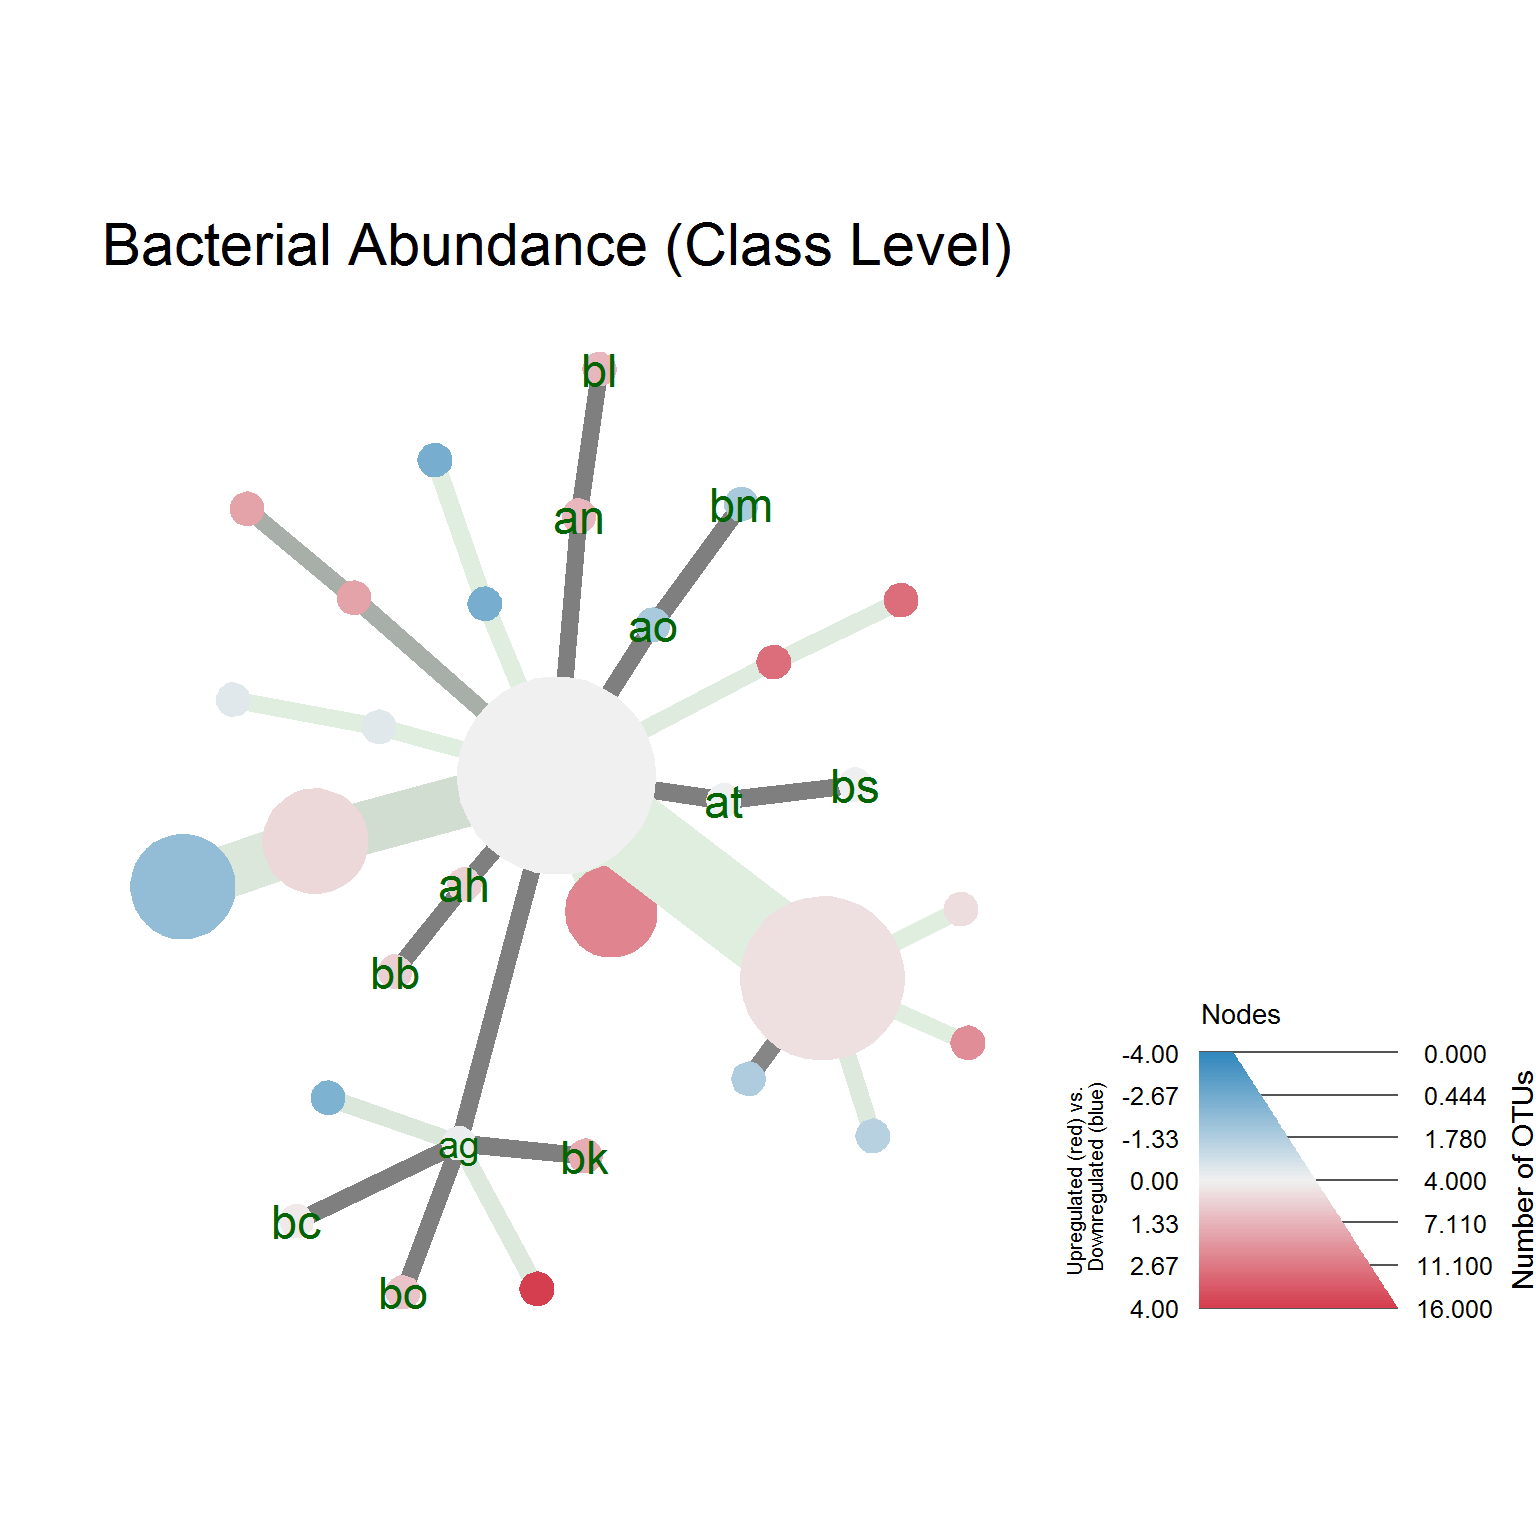 Bacterial Abundance (Class Level)
bl
an
bm
ao
at
bs
ah
bb
ag
bk
bc
bo
Nodes
-4.00
0.000
-2.67
0.444
-1.33
1.780
0.00
4.000
1.33
7.110
2.67
11.100
4.00
16.000
Upregulated (red) vs.
Downregulated (blue)
Number of OTUs